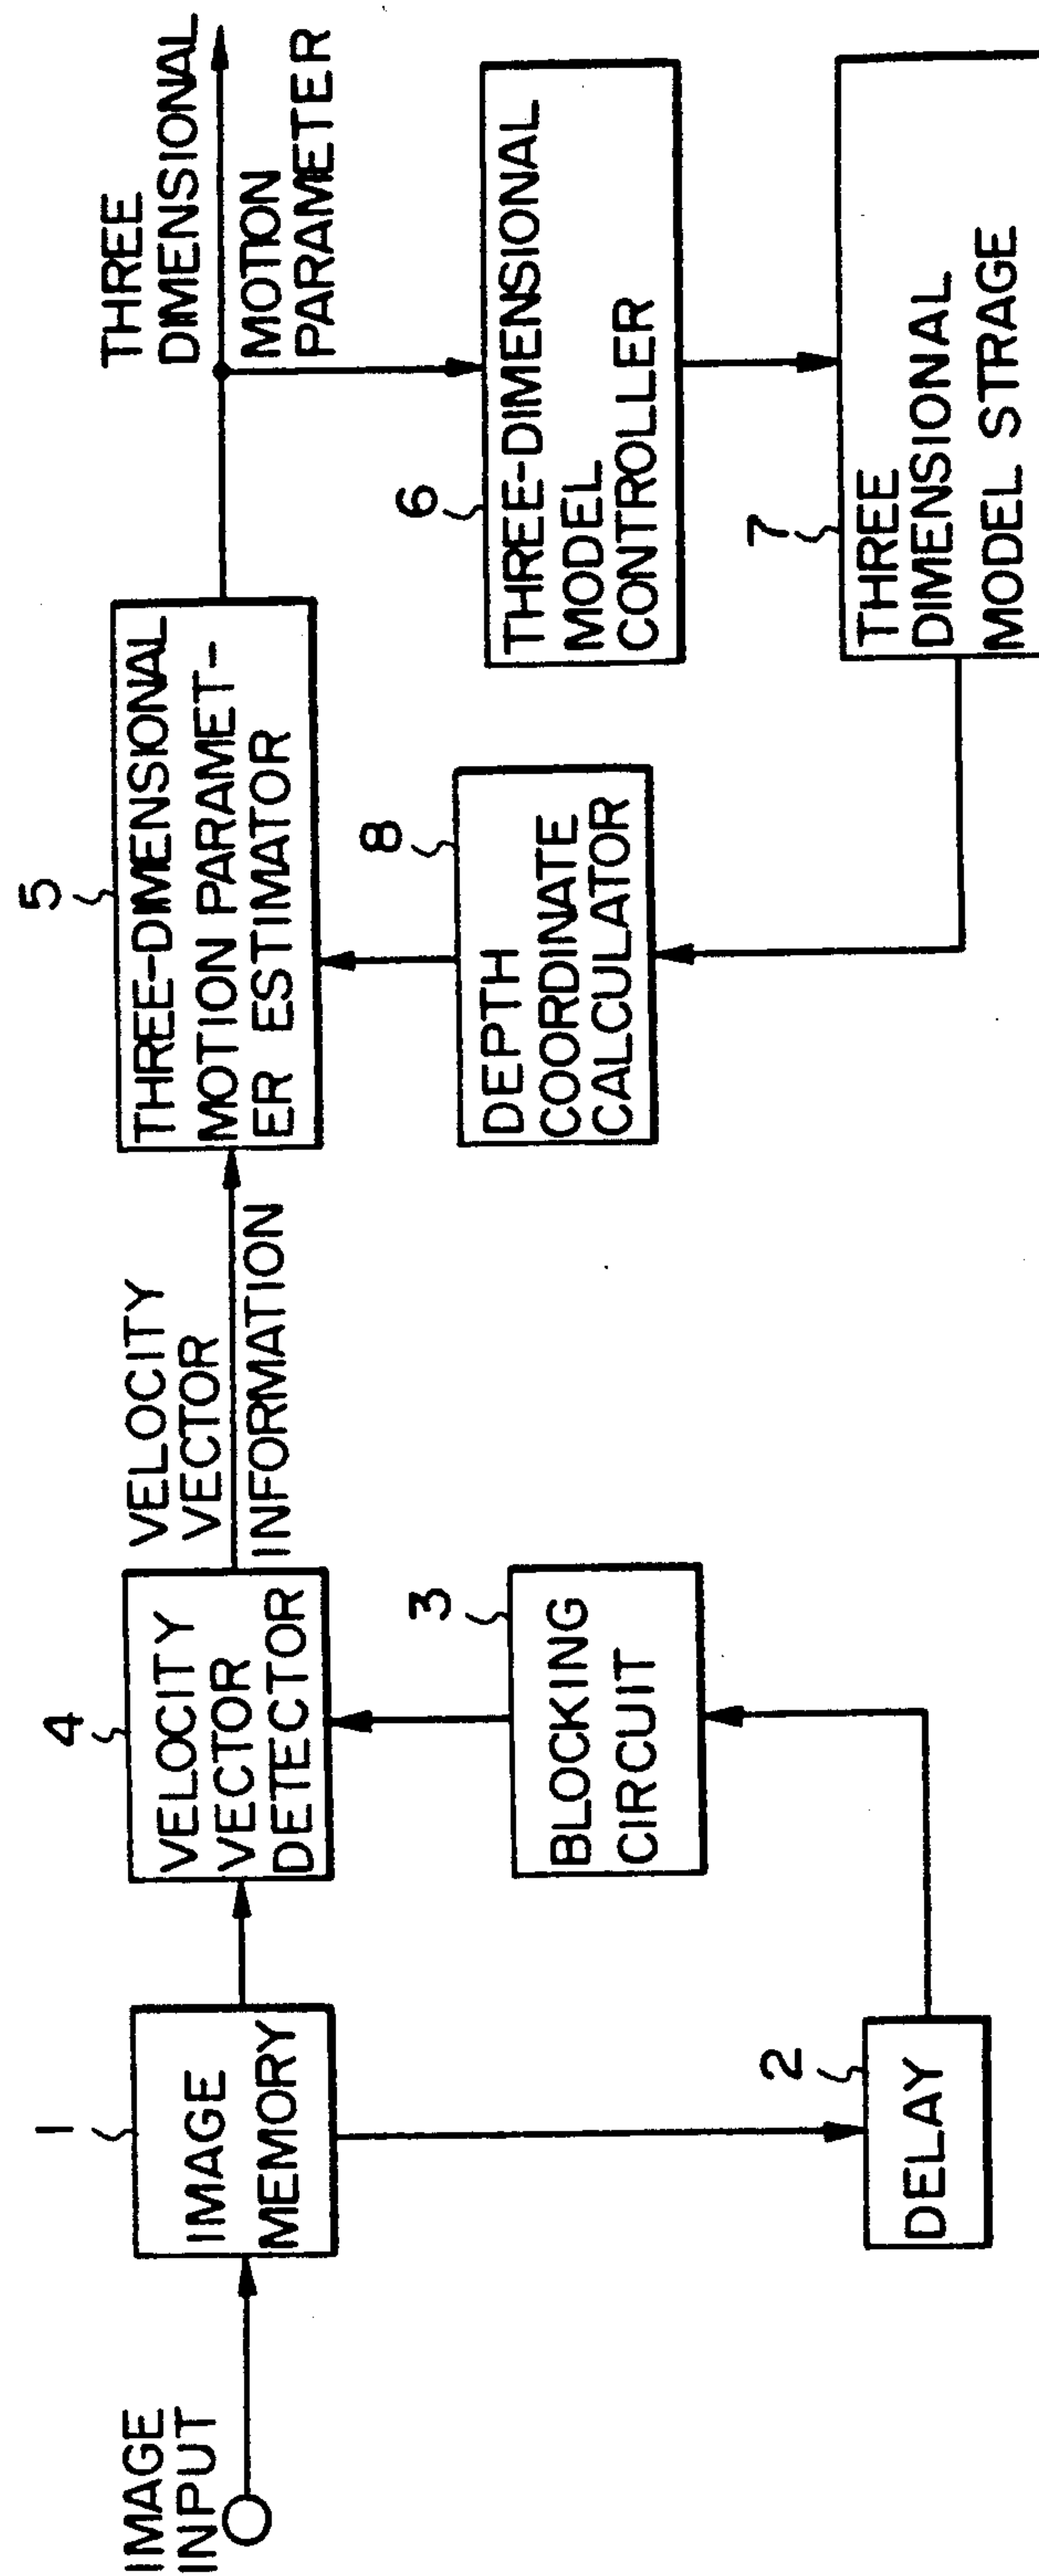 IMAGE
INPUT
1
IMAGE
MEMORY
2
DELAY
3
BLOCKING
CIRCUIT
4
VELOCITY
VECTOR
DETECTOR
VELOCITY
VECTOR
INFORMATION
5
THREE-DIMENSIONAL
MOTION PARAMET-
ER ESTIMATOR
8
DEPTH
COORDINATE
CALCULATOR
THREE
DIMENSIONAL
MOTION
PARAMETER
6
THREE-DIMENSIONAL
MODEL
CONTROLLER
7
THREE
DIMENSIONAL
MODEL STRAGE